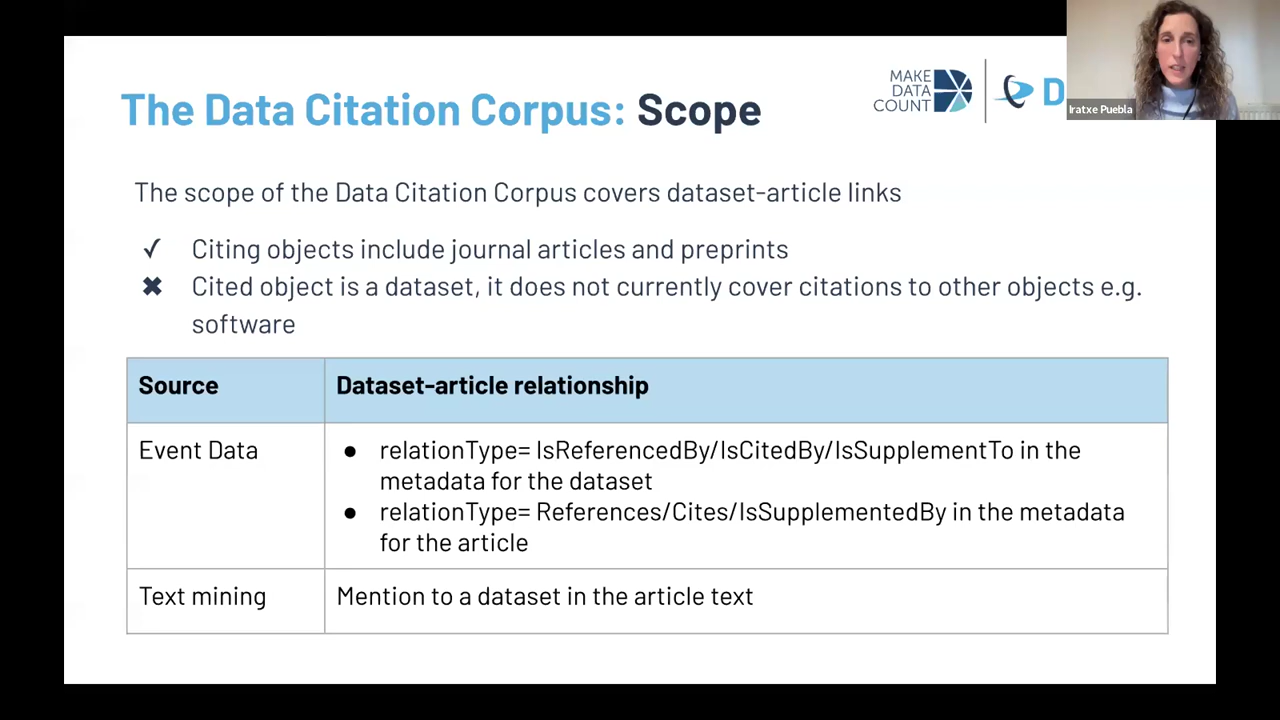 The Data Citation Corpus: Scope
MAKE
DATA
COUNT
D
Iratxe Puebla
The scope of the Data Citation Corpus covers dataset-article links
✓ Citing objects include journal articles and preprints
✖ Cited object is a dataset, it does not currently cover citations to other objects e.g.
software
Source
Dataset-article relationship
Event Data
● relationType= IsReferencedBy/IsCitedBy/IsSupplementTo in the
metadata for the dataset
● relationType= References/Cites/IsSupplementedBy in the metadata
for the article
Text mining
Mention to a dataset in the article text